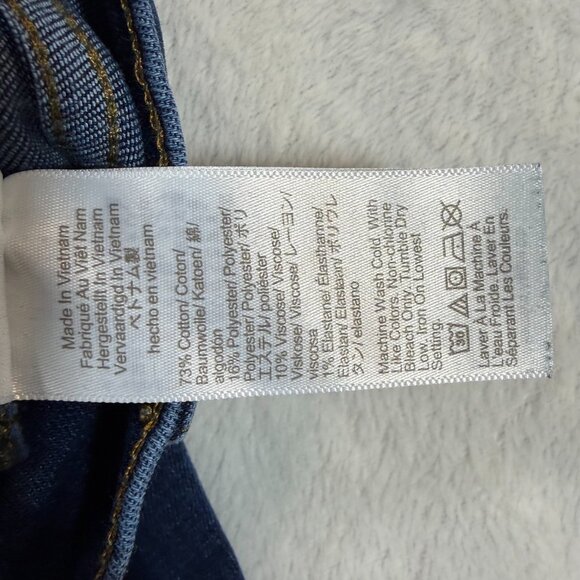 Made In Vietnam
Fabriqué Au Viêt Nam
Hergestellt In Vietnam
Vervaardigd In Vietnam
ベトナム製
hecho en vietnam
73% Cotton/ Coton/
Baumwolle/ Katoen/ 綿/
algodon
16% Polyester/ Polyester/
Polyester/ Polyester/ ポリ
エステル/ poliéster
10% Viscose/ Viscose/
Viskose/ Viscose/ レーヨン/
viscosa
1% Elastane/ Élasthanne/
Elastan/ Elastaan/ ポリウレ
タン/ elastano
Machine Wash Cold With
Like Colors. Non-chlorine
Bleach Only. Tumble Dry
Low. Iron On Lowest
Setting.
30
Laver À La Machine À
L'eau Froide. Laver En
Séparant Les Couleurs.